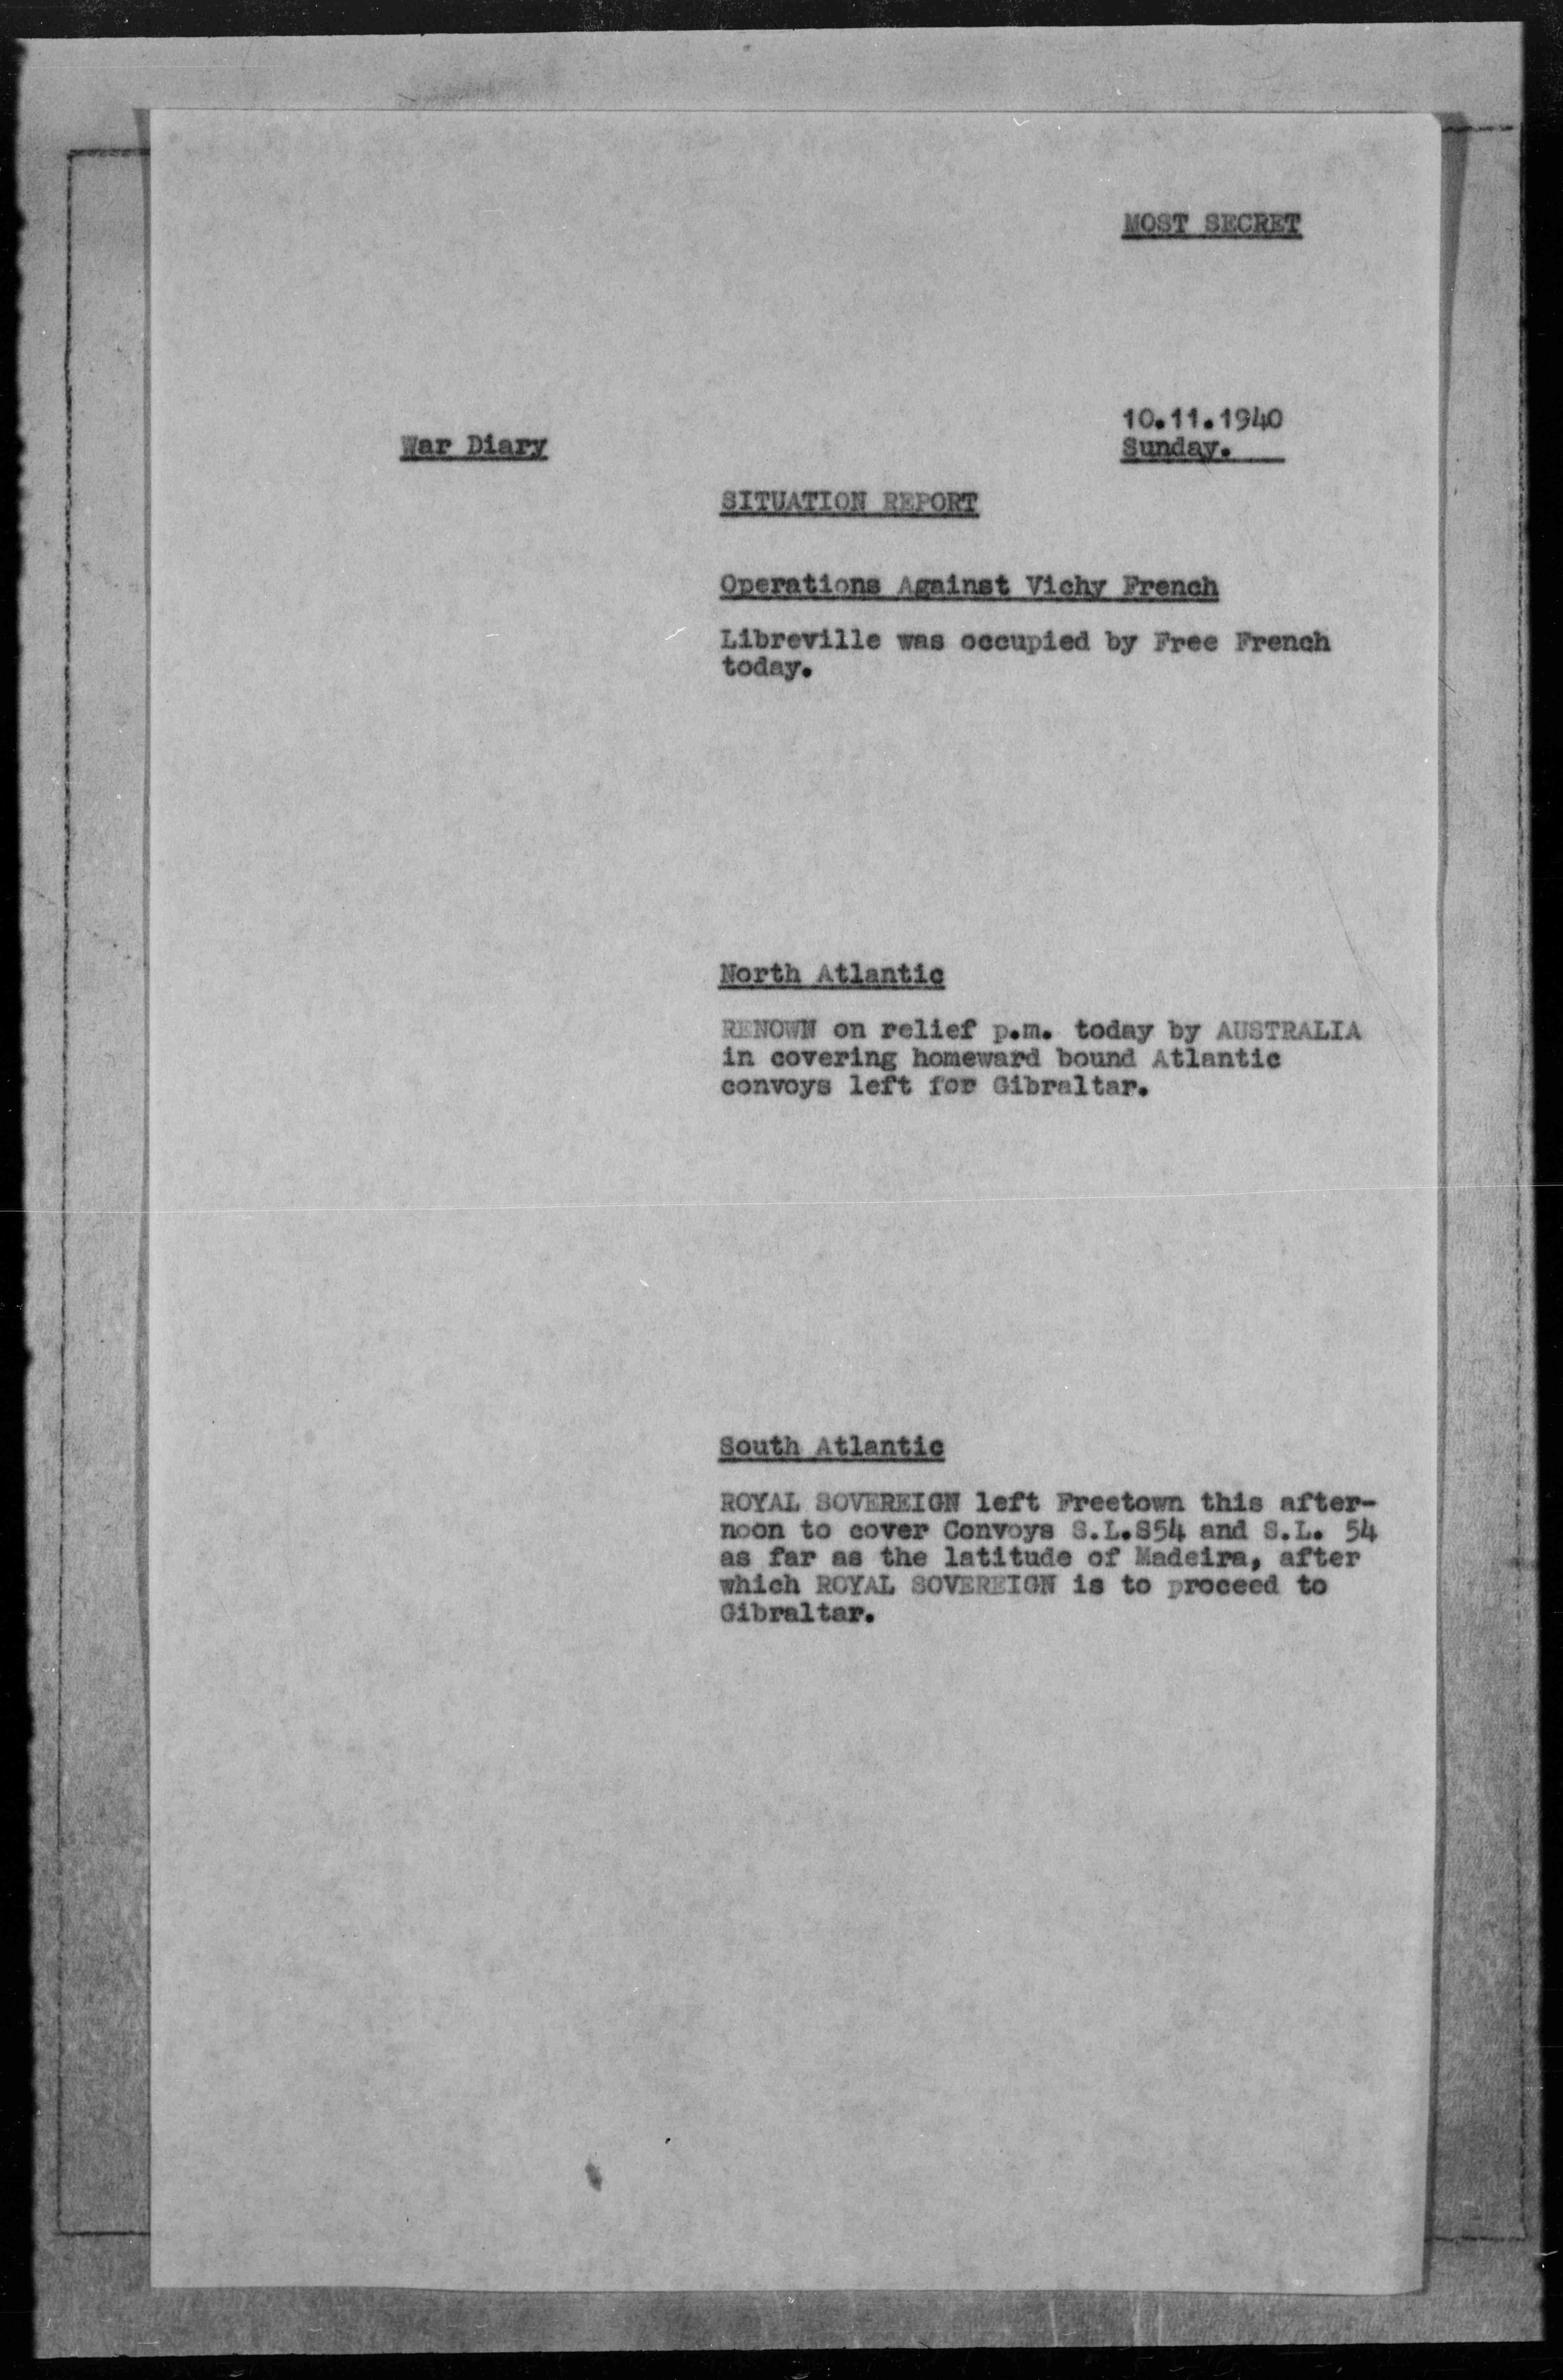 MOST SECRET
10.11.1940
War Diary
Sunday.
SITUATION REPORT
Operations Against Vichy French
Libreville was occupied by Free French
today.
North Atlantic
RENOWN on relief p.m. today by AUSTRALIA
in covering homeward bound Atlantic
convoys left for Gibraltar.
South Atlantic
ROYAL SOVEREIGN left Freetown this after-
noon to cover Convoys S.L.S54 and S.L. 54
as far as the latitude of Madeira, after
which ROYAL SOVEREIGN is to proceed to
Gibraltar.